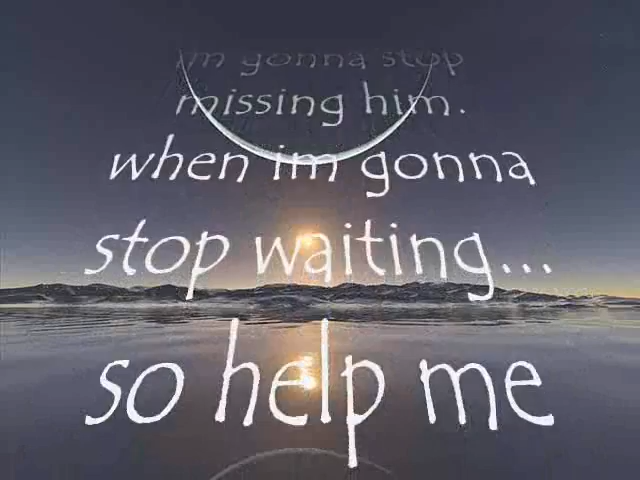 im gonna stop
missing him.
when im gonna
stop waiting...
so help me